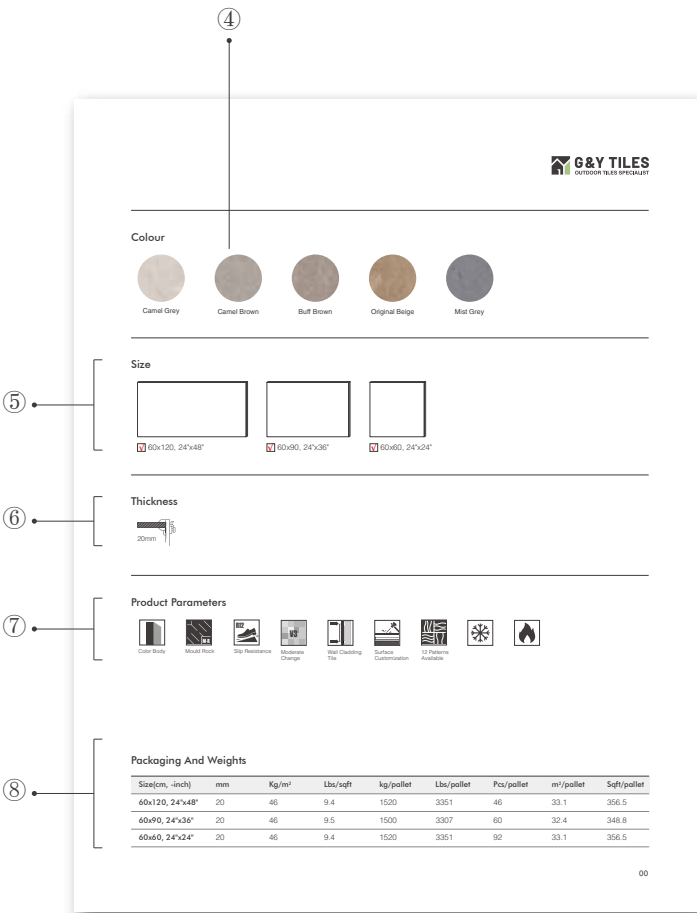 ④
G&Y TILES
OUTDOOR TILES SPECIALIST
Colour
Camel Grey
Camel Brown
Buff Brown
Original Beige
Mist Grey
⑤
Size
60x120, 24"x48"
60x90, 24"x36"
60x60, 24"x24"
⑥
Thickness
20mm
⑦
Product Parameters
R12
V3
Color Body
Mould Rock
Slip Resistance
Moderate
Change
Wall Cladding
Tile
Surface
Customization
12 Patterns
Available
⑧
Packaging And Weights
Size(cm, -inch) mm Kg/m² Lbs/sqft kg/pallet Lbs/pallet Pcs/pallet m²/pallet Sqft/pallet
60x120, 24"x48" 20 46 9.4 1520 3351 46 33.1 356.5
60x90, 24"x36" 20 46 9.5 1500 3307 60 32.4 348.8
60x60, 24"x24" 20 46 9.4 1520 3351 92 33.1 356.5
00